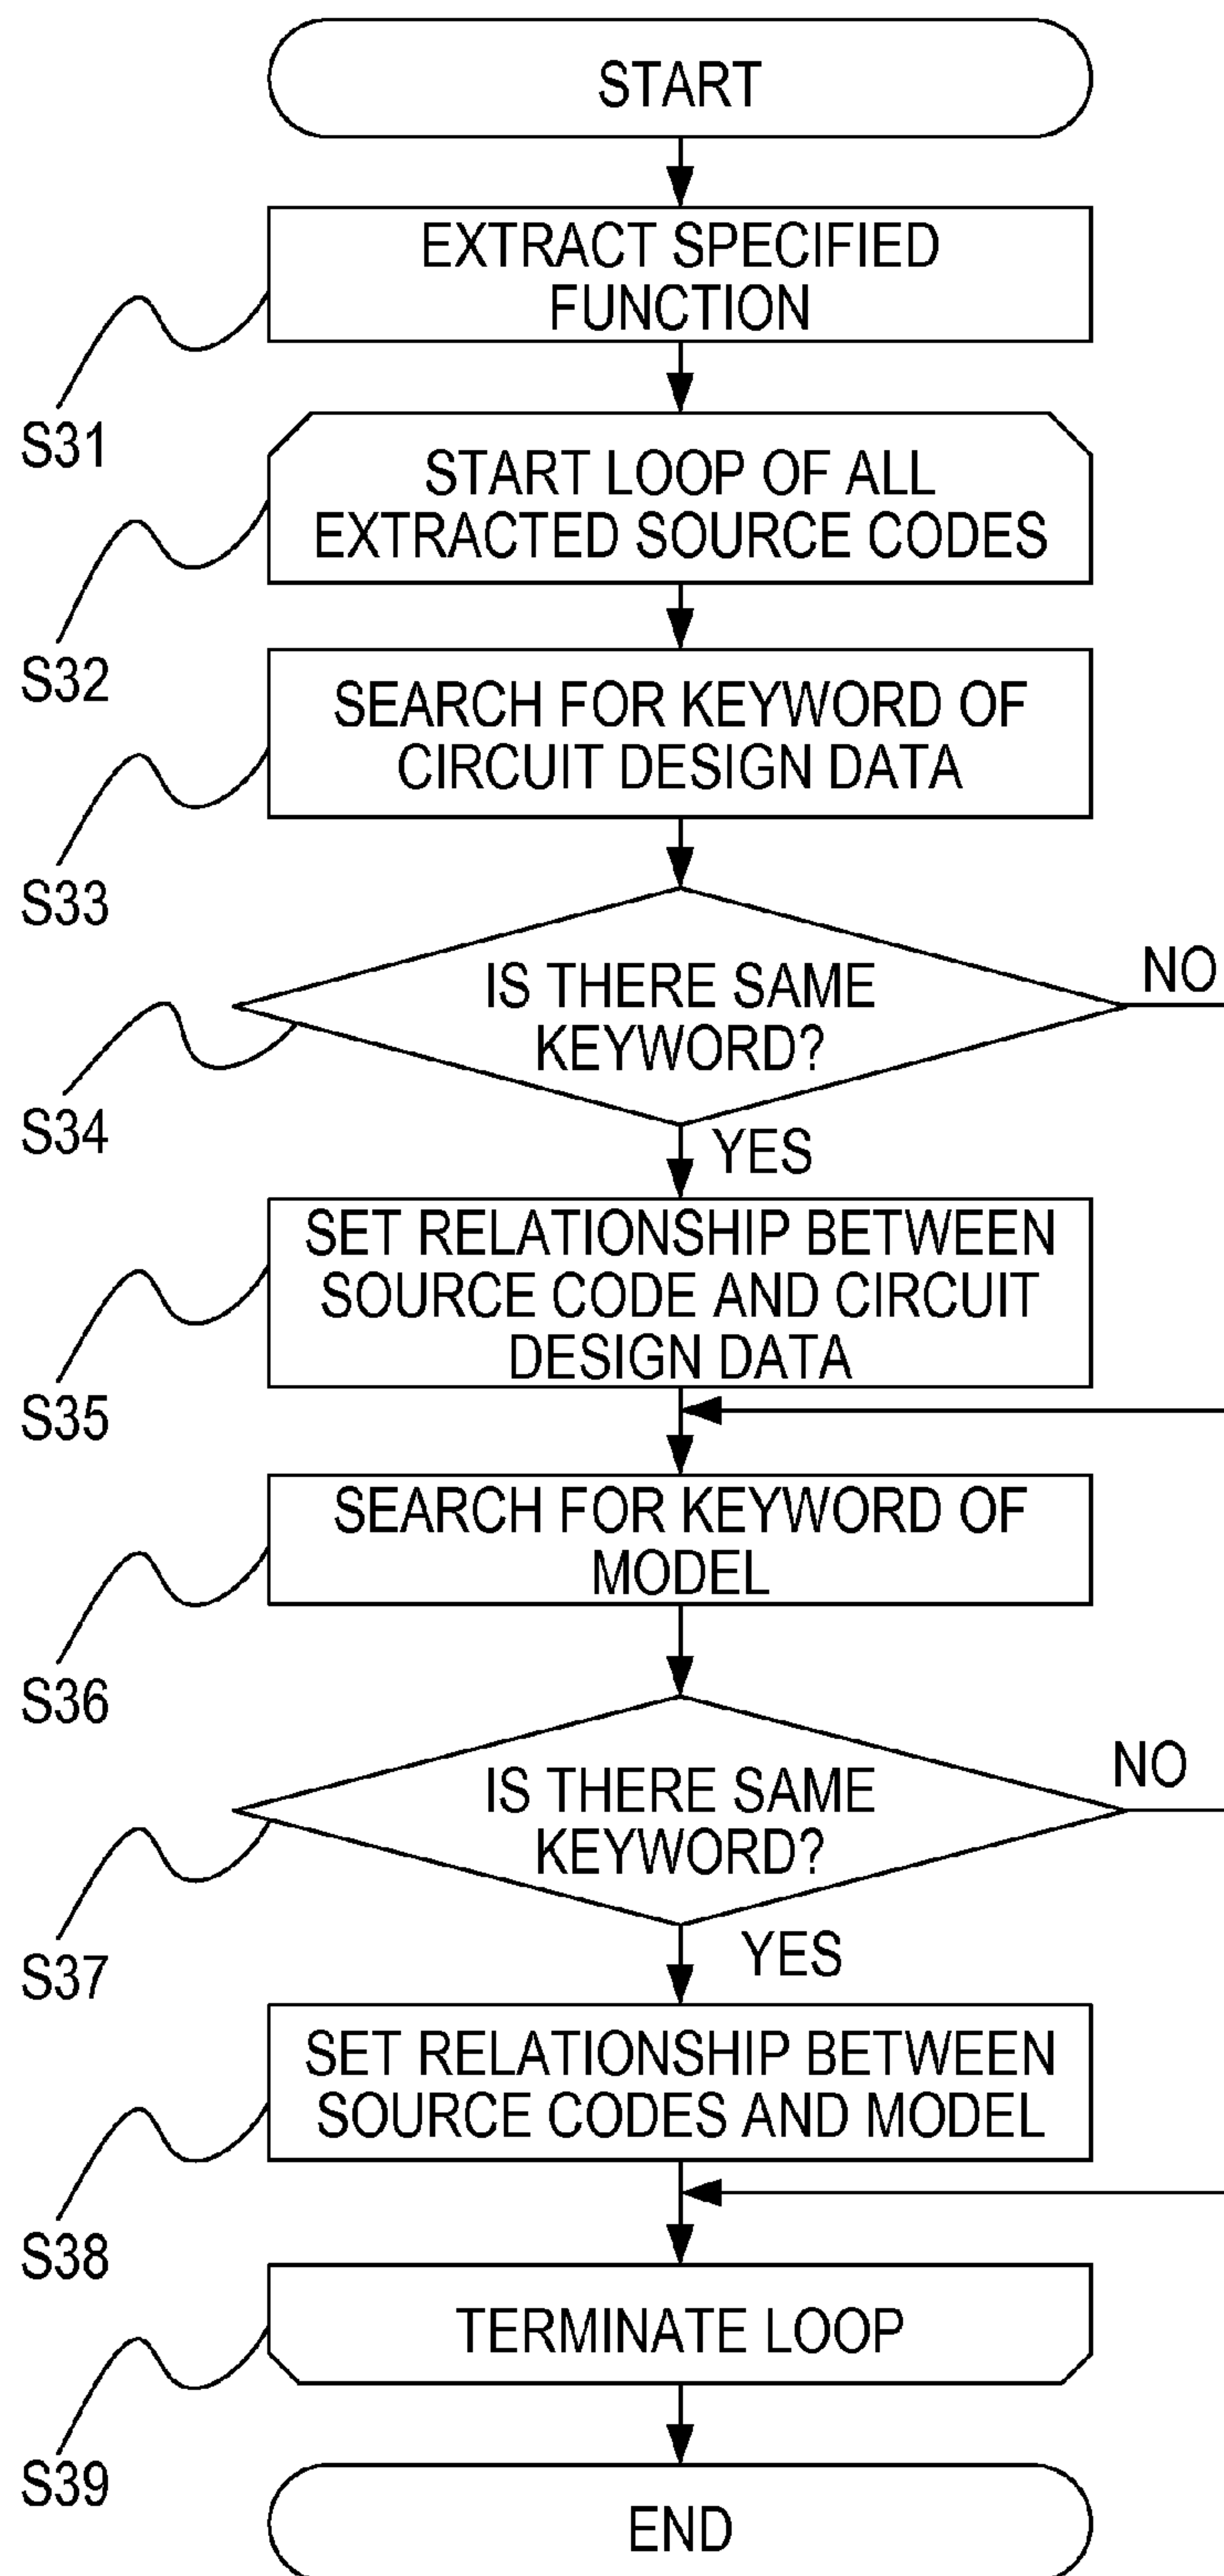 START
EXTRACT SPECIFIED
FUNCTION
S31
START LOOP OF ALL
EXTRACTED SOURCE CODES
S32
SEARCH FOR KEYWORD OF
CIRCUIT DESIGN DATA
S33
IS THERE SAME
KEYWORD?
NO
S34
YES
SET RELATIONSHIP BETWEEN
SOURCE CODE AND CIRCUIT
DESIGN DATA
S35
SEARCH FOR KEYWORD OF
MODEL
S36
IS THERE SAME
KEYWORD?
NO
S37
YES
SET RELATIONSHIP BETWEEN
SOURCE CODES AND MODEL
S38
TERMINATE LOOP
S39
END